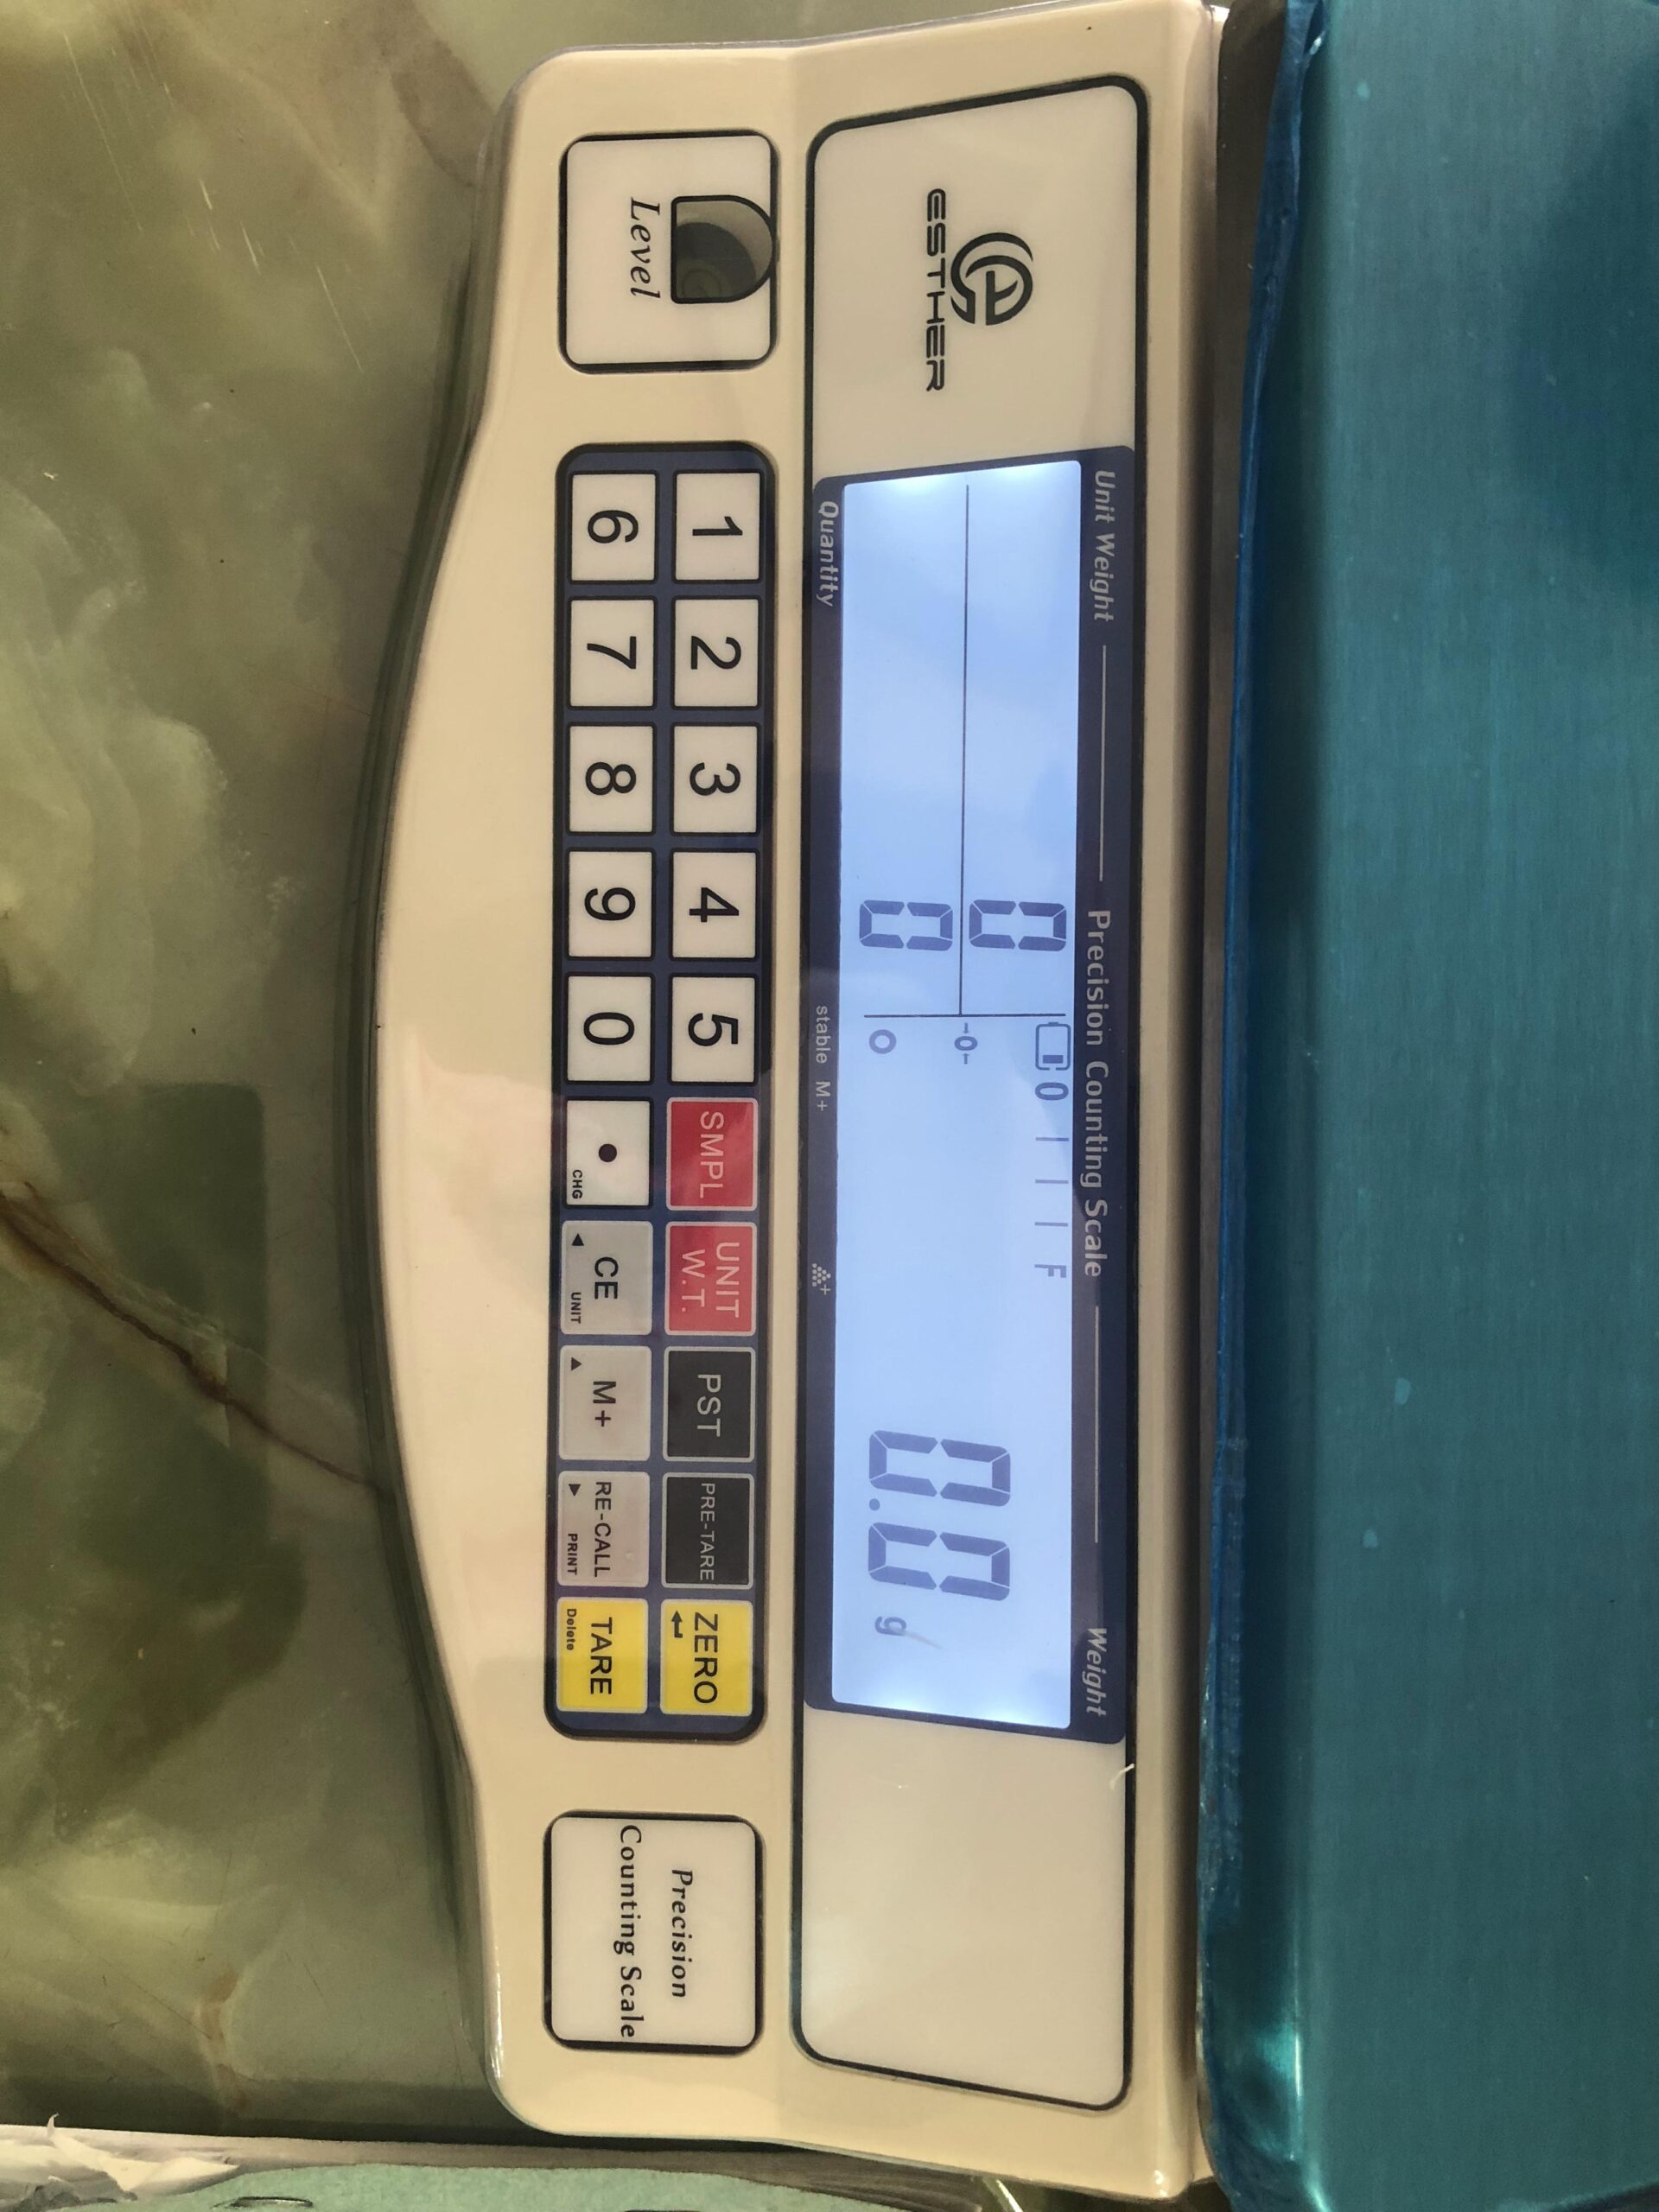 ESTHER
Unit Weight Precision Counting Scale Weight
0
0 F
-0-
0
0.0 g
Quantity stable M+
Level
1 2 3 4 5 SMPL UNIT W.T. PST PRE-TARE ZERO
6 7 8 9 0 . CHG CE UNIT M+ RE-CALL PRINT TARE Delete
Precision
Counting Scale